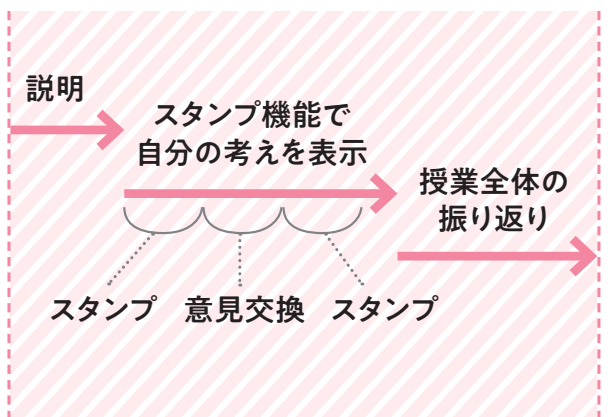 説明
スタンプ機能で
自分の考えを表示
授業全体の
振り返り
スタンプ 意見交換 スタンプ